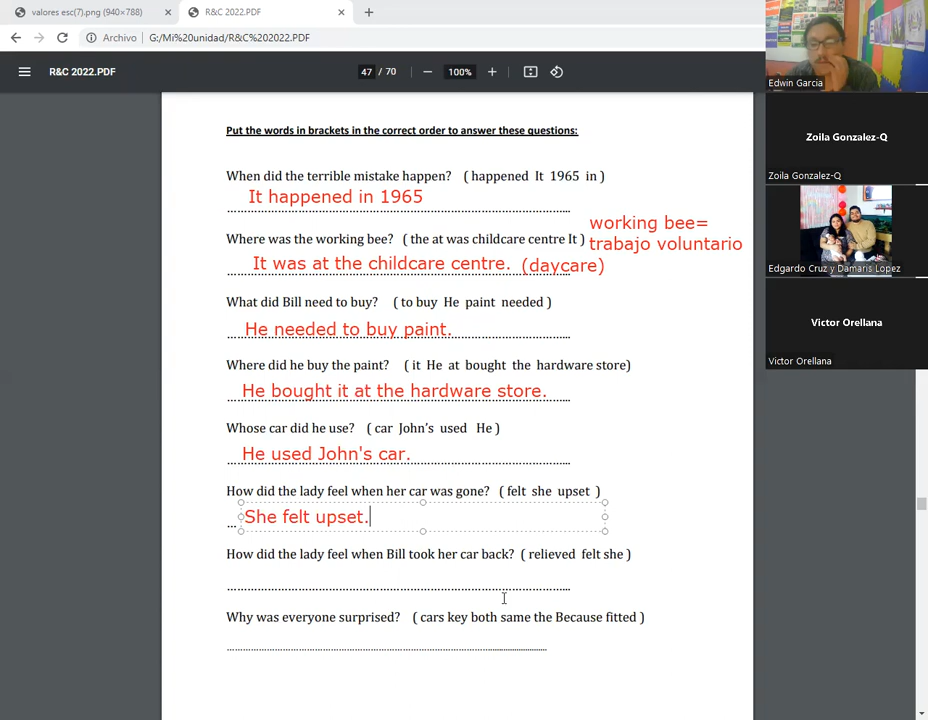 valores esc(7).png (940×788)
R&C 2022.PDF
Archivo
G:/Mi%20unidad/R&C%202022.PDF
R&C 2022.PDF
47 / 70
100%
Put the words in brackets in the correct order to answer these questions:
When did the terrible mistake happen? ( happened It 1965 in )
It happened in 1965
Where was the working bee? ( the at was childcare centre It )
working bee=
trabajo voluntario
It was at the childcare centre. (daycare)
What did Bill need to buy? ( to buy He paint needed )
He needed to buy paint.
Where did he buy the paint? ( it He at bought the hardware store)
He bought it at the hardware store.
Whose car did he use? ( car John's used He )
He used John's car.
How did the lady feel when her car was gone? ( felt she upset )
She felt upset.
How did the lady feel when Bill took her car back? ( relieved felt she )
Why was everyone surprised? ( cars key both same the Because fitted )
Edwin Garcia
Zoila Gonzalez-Q
Zoila Gonzalez-Q
Edgardo Cruz y Damaris Lopez
Victor Orellana
Victor Orellana